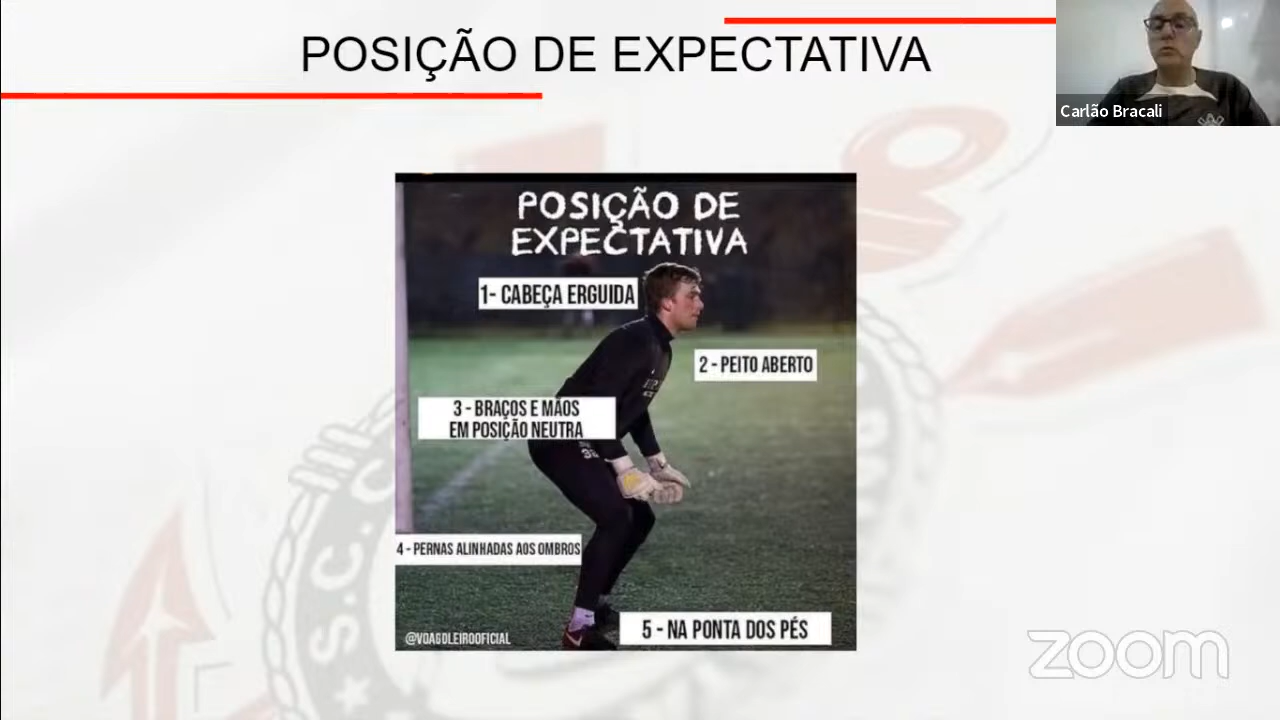 POSIÇÃO DE EXPECTATIVA
Carlão Bracali
POSIÇÃO DE
EXPECTATIVA
1- CABEÇA ERGUIDA
2 - PEITO ABERTO
3 - BRAÇOS E MÃOS
EM POSIÇÃO NEUTRA
4 - PERNAS ALINHADAS AOS OMBROS
5 - NA PONTA DOS PÉS
@VOAGOLEIROOFICIAL
S.C.C
zoom